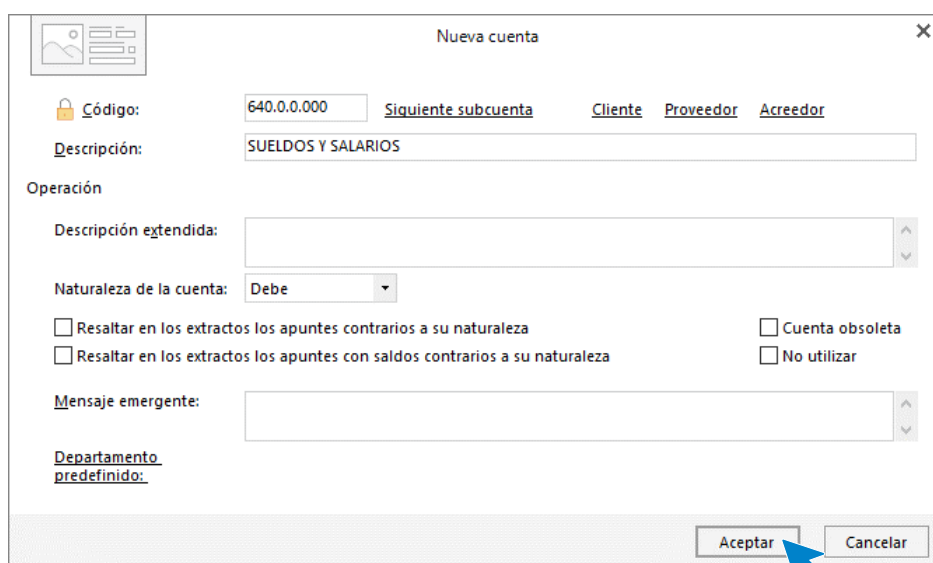 Nueva cuenta
Código: 640.0.0.000 Siguiente subcuenta Cliente Proveedor Acreedor
Descripción: SUELDOS Y SALARIOS
Operación
Descripción extendida:
Naturaleza de la cuenta: Debe
Resaltar en los extractos los apuntes contrarios a su naturaleza Cuenta obsoleta
Resaltar en los extractos los apuntes con saldos contrarios a su naturaleza No utilizar
Mensaje emergente:
Departamento
predefinido:
Aceptar Cancelar